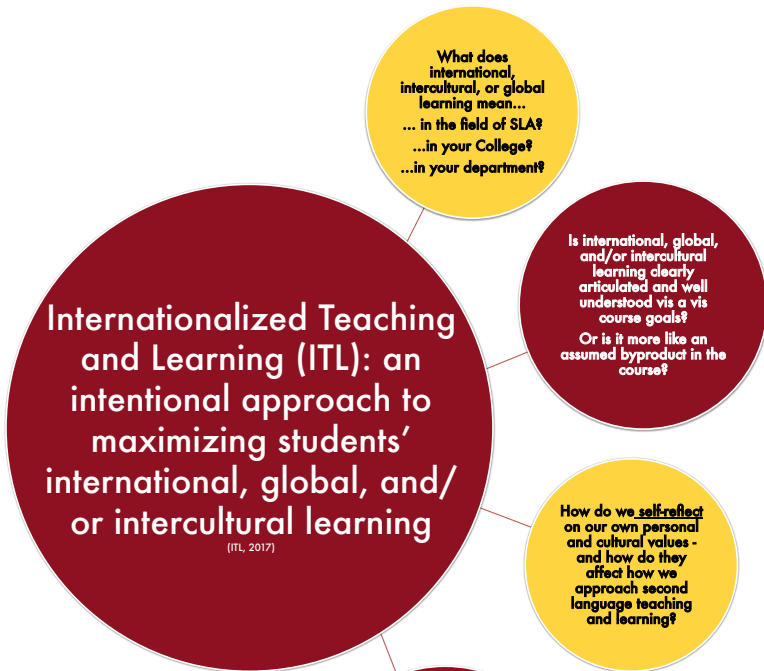 What does
international,
intercultural, or global
learning mean...
... in the field of SLA?
...in your College?
...in your department?
Is international, global,
and/or intercultural
learning clearly
articulated and well
understood vis a vis
course goals?
Or is it more like an
assumed byproduct in the
course?
Internationalized Teaching
and Learning (ITL): an
intentional approach to
maximizing students’
international, global, and/
or intercultural learning
(ITL, 2017)
How do we self-reflect
on our own personal
and cultural values -
and how do they
affect how we
approach second
language teaching
and learning?